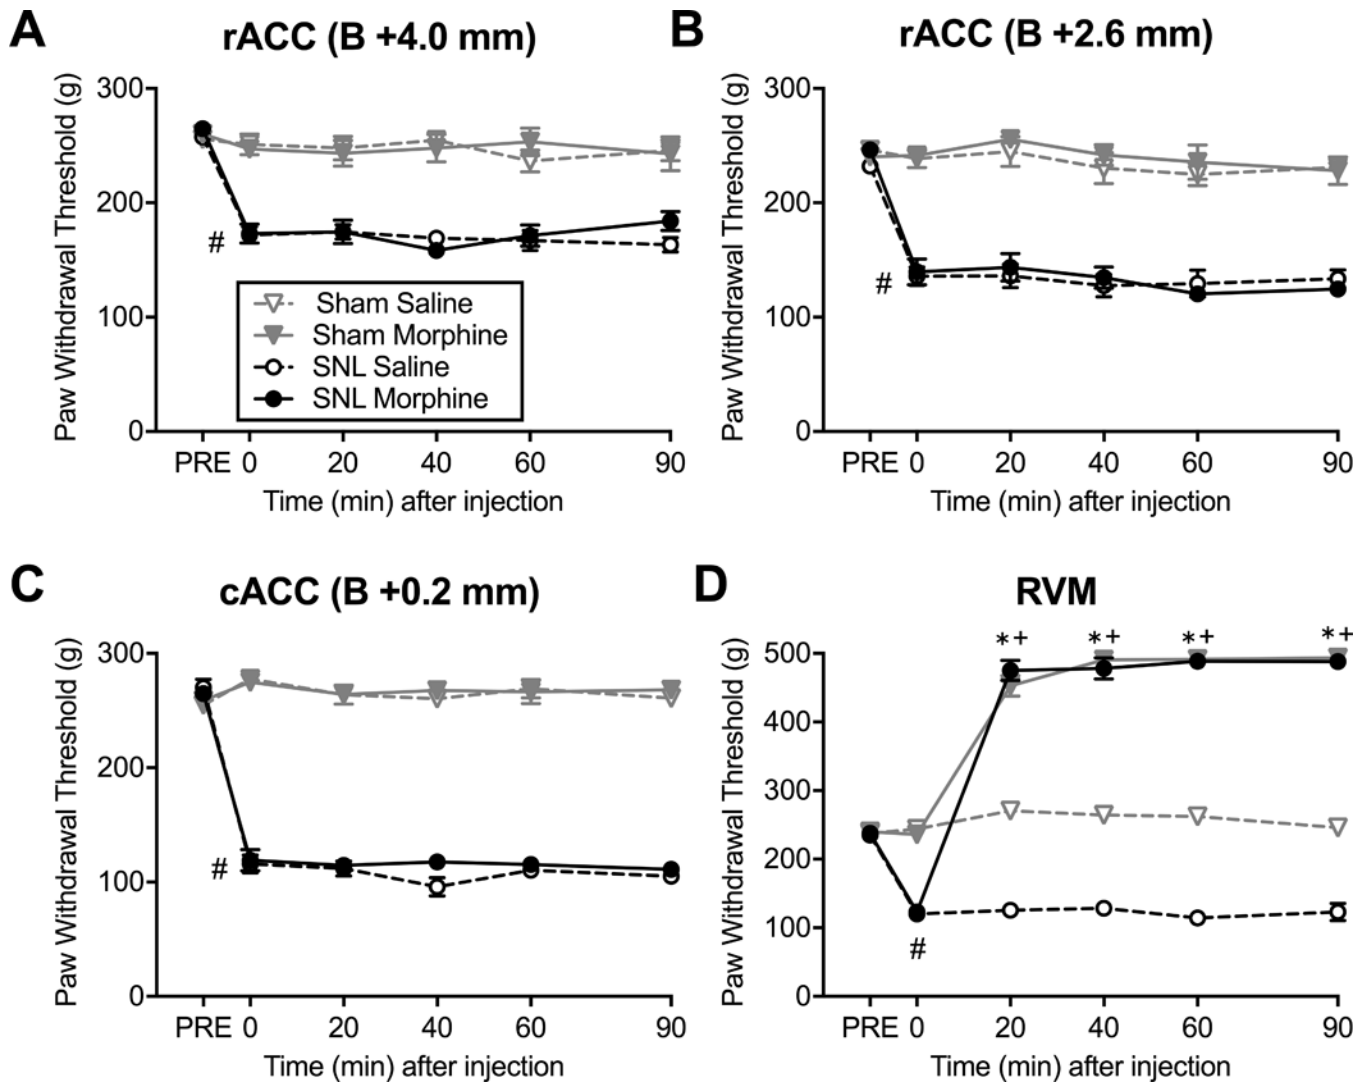 A
rACC (B +4.0 mm)
Paw Withdrawal Threshold (g)
300
200
100
0
#
Sham Saline
Sham Morphine
SNL Saline
SNL Morphine
PRE 0 20 40 60 90
Time (min) after injection
B
rACC (B +2.6 mm)
Paw Withdrawal Threshold (g)
300
200
100
0
#
PRE 0 20 40 60 90
Time (min) after injection
C
cACC (B +0.2 mm)
Paw Withdrawal Threshold (g)
300
200
100
0
#
PRE 0 20 40 60 90
Time (min) after injection
D
RVM
Paw Withdrawal Threshold (g)
*+ *+ *+ *+
500
400
300
200
100
0
#
PRE 0 20 40 60 90
Time (min) after injection